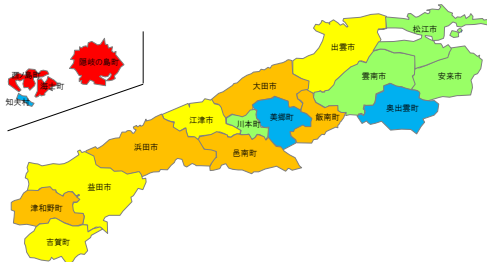 松江市
出雲市
隠岐の島町
西ノ島町
海士町
知夫村
安来市
雲南市
大田市
奥出雲町
美郷町
飯南町
江津市
川本町
浜田市
邑南町
益田市
津和野町
吉賀町